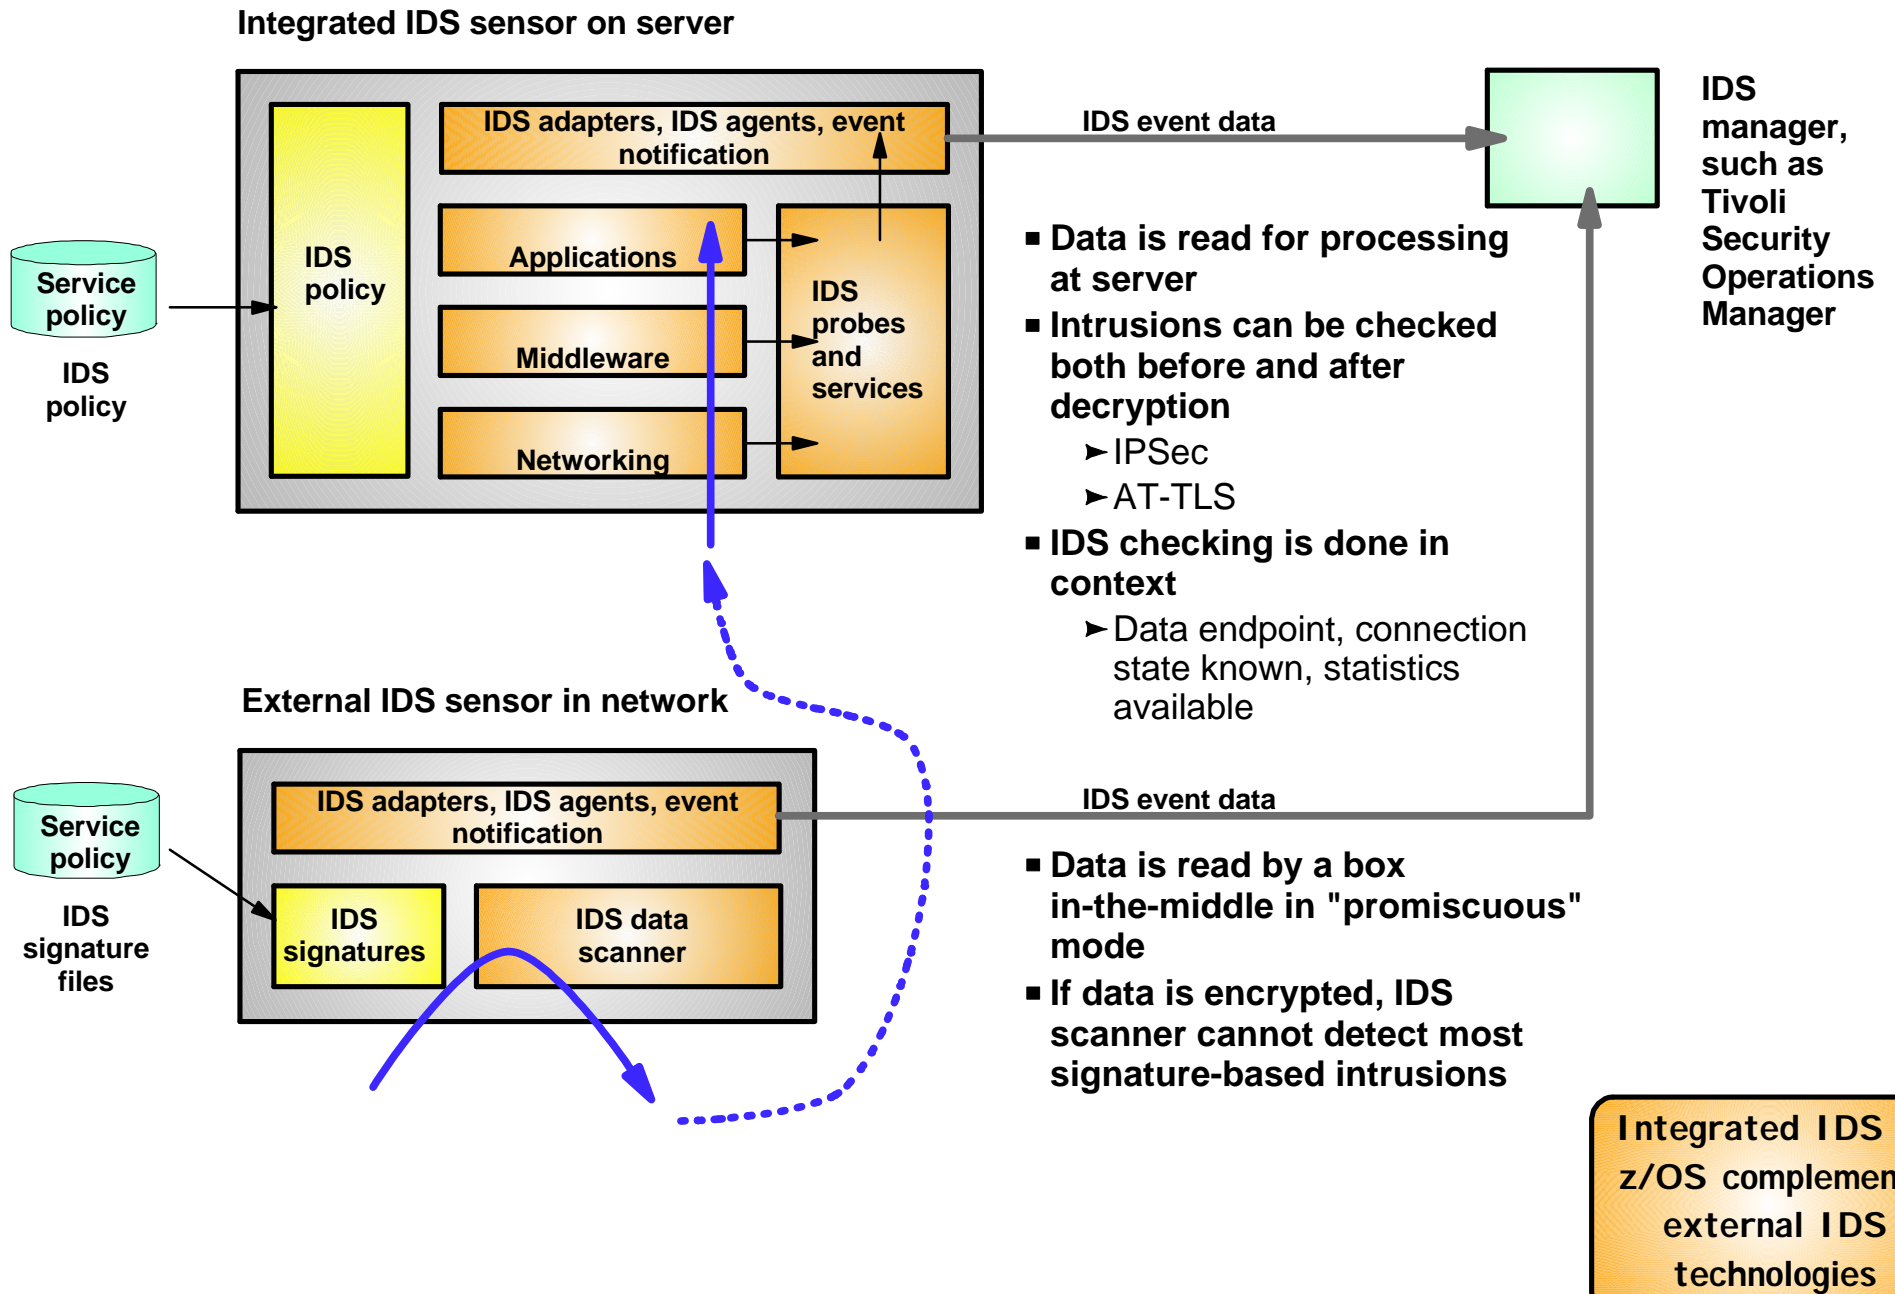 Integrated IDS sensor on server
Service
policy
IDS
policy
IDS
policy
IDS adapters, IDS agents, event
notification
Applications
Middleware
Networking
IDS
probes
and
services
IDS event data
IDS
manager,
such as
Tivoli
Security
Operations
Manager
■ Data is read for processing
at server
■ Intrusions can be checked
both before and after
decryption
➤ IPSec
➤ AT-TLS
■ IDS checking is done in
context
➤ Data endpoint, connection
state known, statistics
available
External IDS sensor in network
Service
policy
IDS
signature
files
IDS adapters, IDS agents, event
notification
IDS
signatures
IDS data
scanner
IDS event data
■ Data is read by a box
in-the-middle in "promiscuous"
mode
■ If data is encrypted, IDS
scanner cannot detect most
signature-based intrusions
Integrated IDS
z/OS
external IDS
technologies